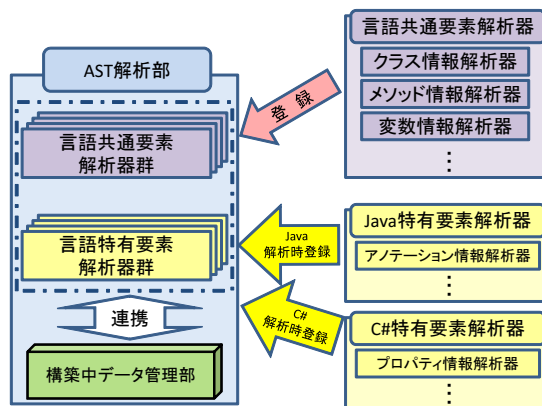 AST解析部
言語共通要素
解析器群
言語特有要素
解析器群
連携
構築中データ管理部
登録
Java
解析時登録
C#
解析時登録
言語共通要素解析器
クラス情報解析器
メソッド情報解析器
変数情報解析器
⋮
Java特有要素解析器
アノテーション情報解析器
⋮
C#特有要素解析器
プロパティ情報解析器
⋮